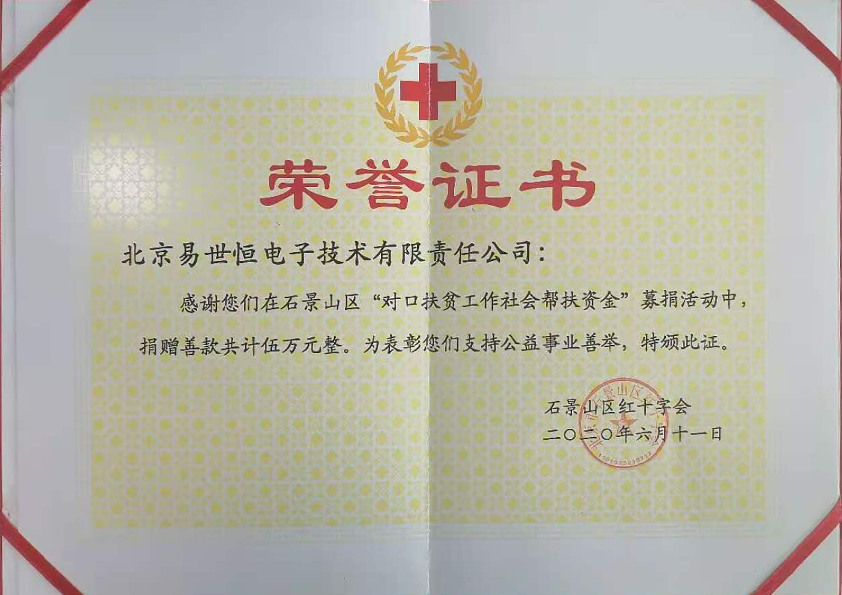 荣誉证书
北京易世恒电子技术有限责任公司：
感谢您们在石景山区“对口扶贫工作社会帮扶资金”募捐活动中，
捐赠善款共计伍万元整。为表彰您们支持公益事业善举，特颁此证。
石景山区红十字会
二〇二〇年六月十一日